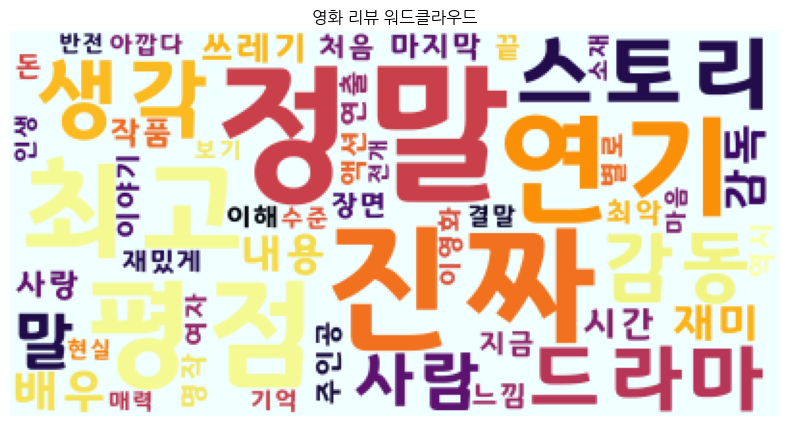 영화 리뷰 워드클라우드
돈 반전 아깝다 쓰레기 처음 마지막 끝 소재 스토리
생각 정말 연출
인생 작품 보기 액션 전개 연기 별로 감독
최고 이야기 이해 수준 장면 결말 최악 마음
재밌게 내용 진짜 이영화 감동 역시
사랑 평점 여자 시간 재미
말 현실 주인공 지금
배우 매력 명작 기억 사람 느낌 드라마